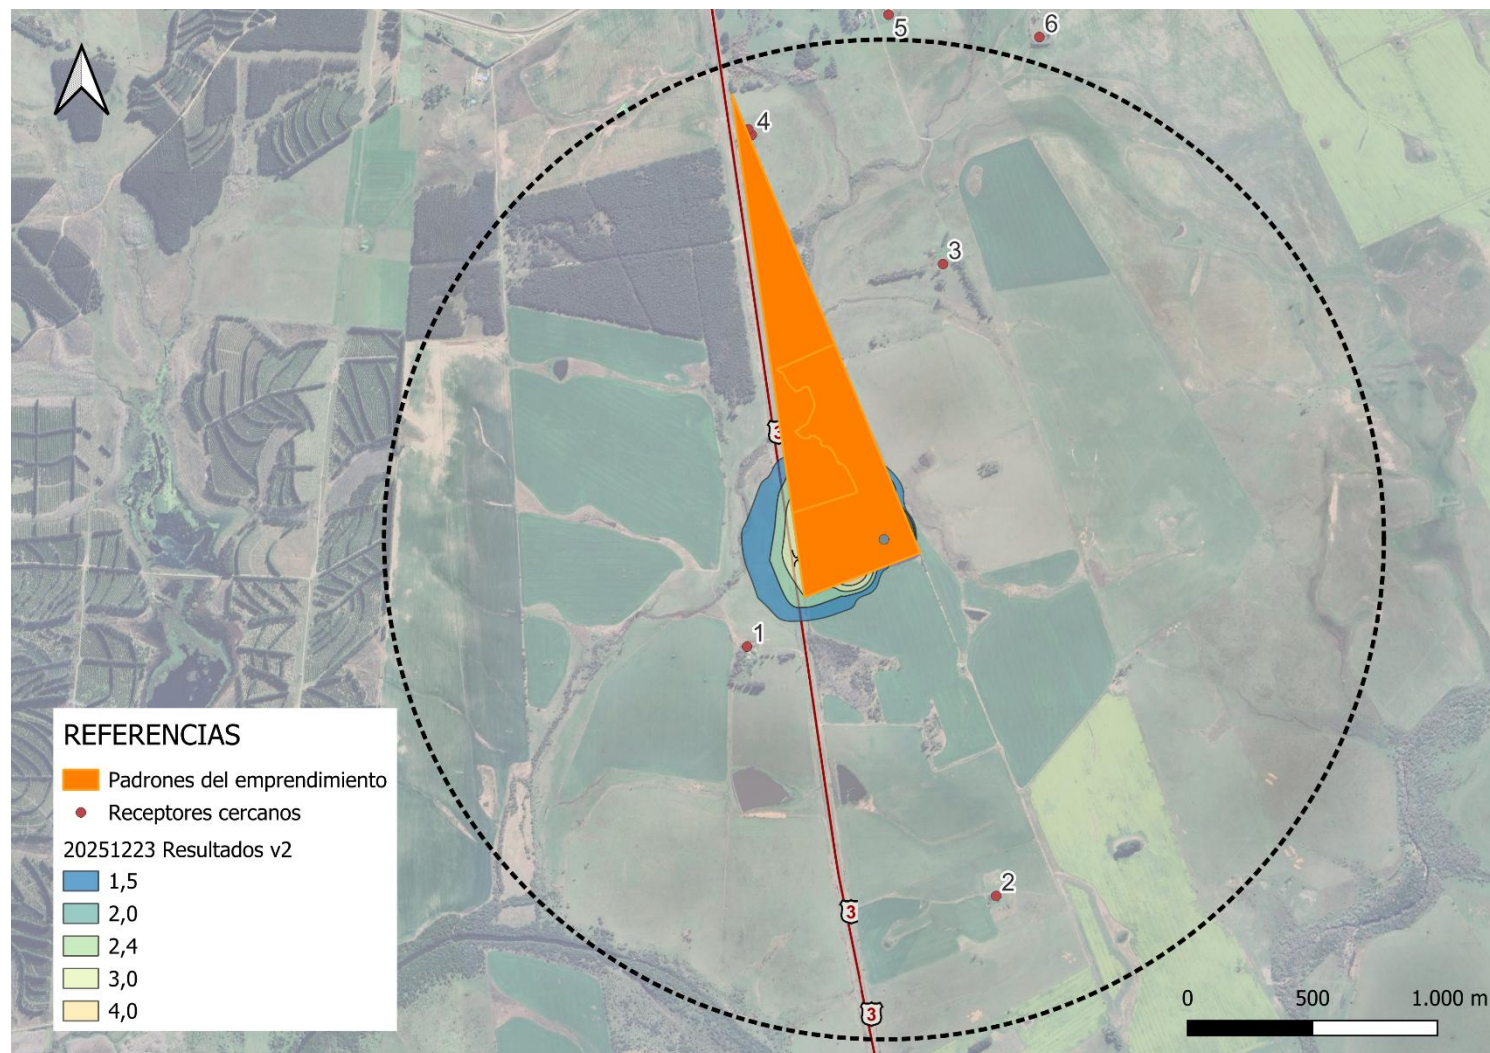 5
6
4
3
3
1
2
3
3
REFERENCIAS
Padrones del emprendimiento
Receptores cercanos
20251223 Resultados v2
1,5
2,0
2,4
3,0
4,0
0 500 1.000 m